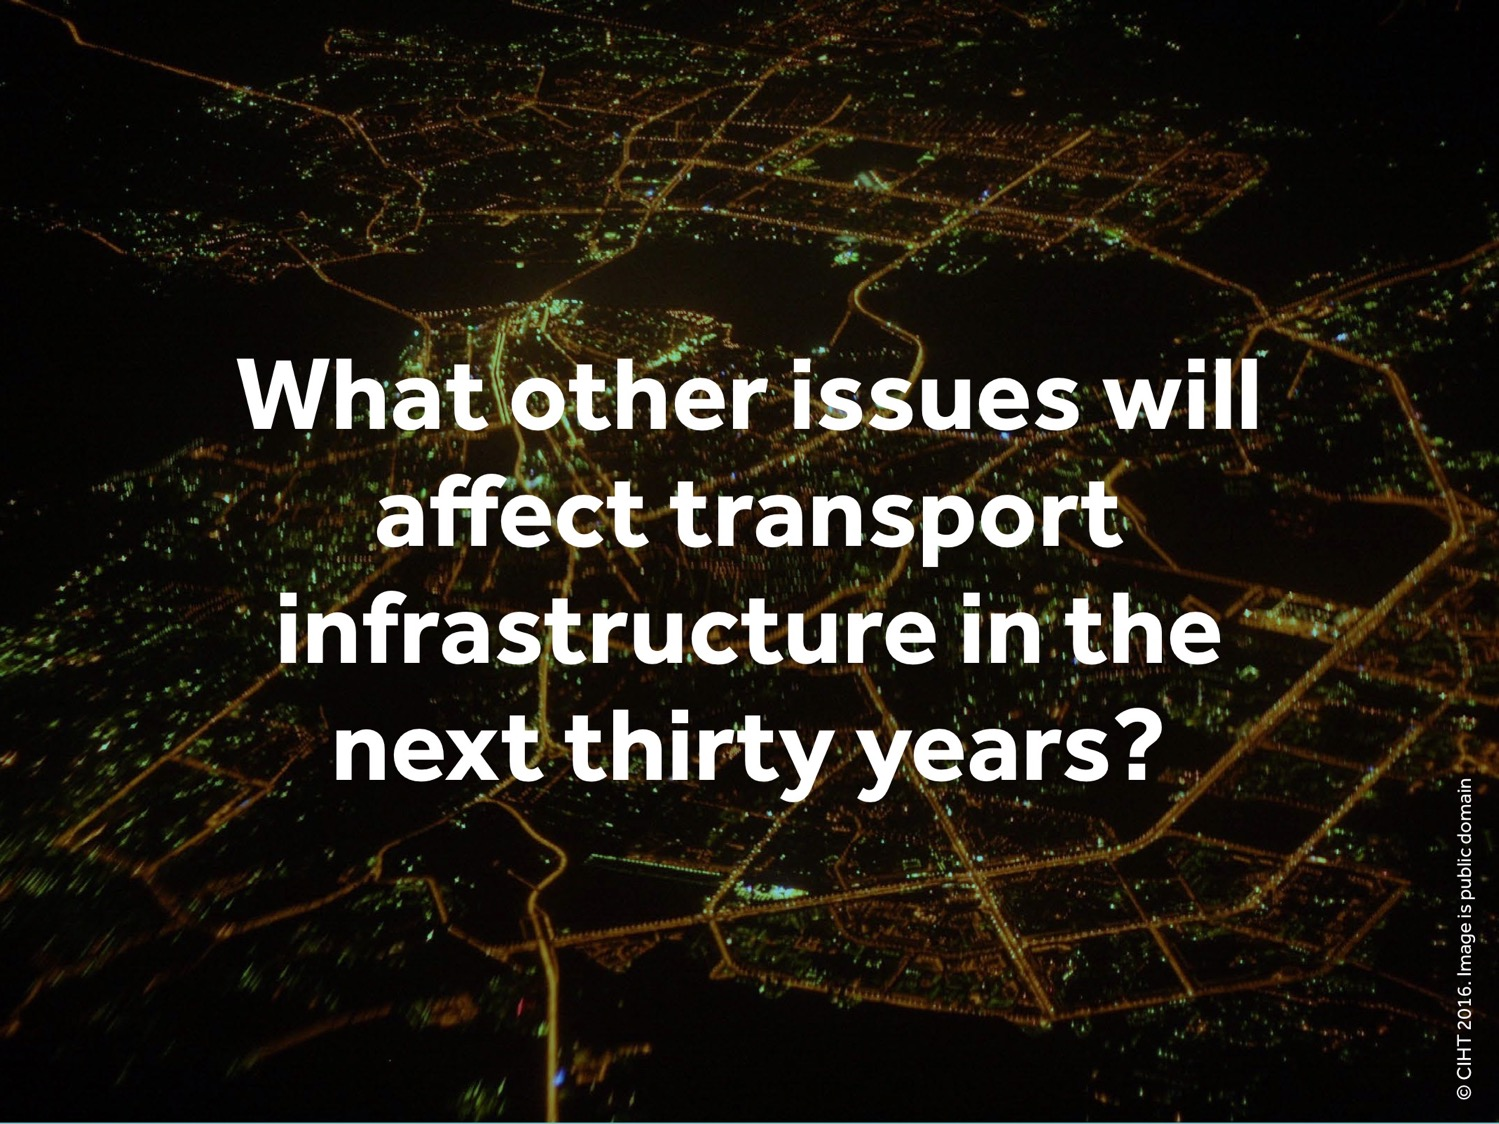 What other issues will
affect transport
infrastructure in the
next thirty years?
© CIHT 2016. Image is public domain